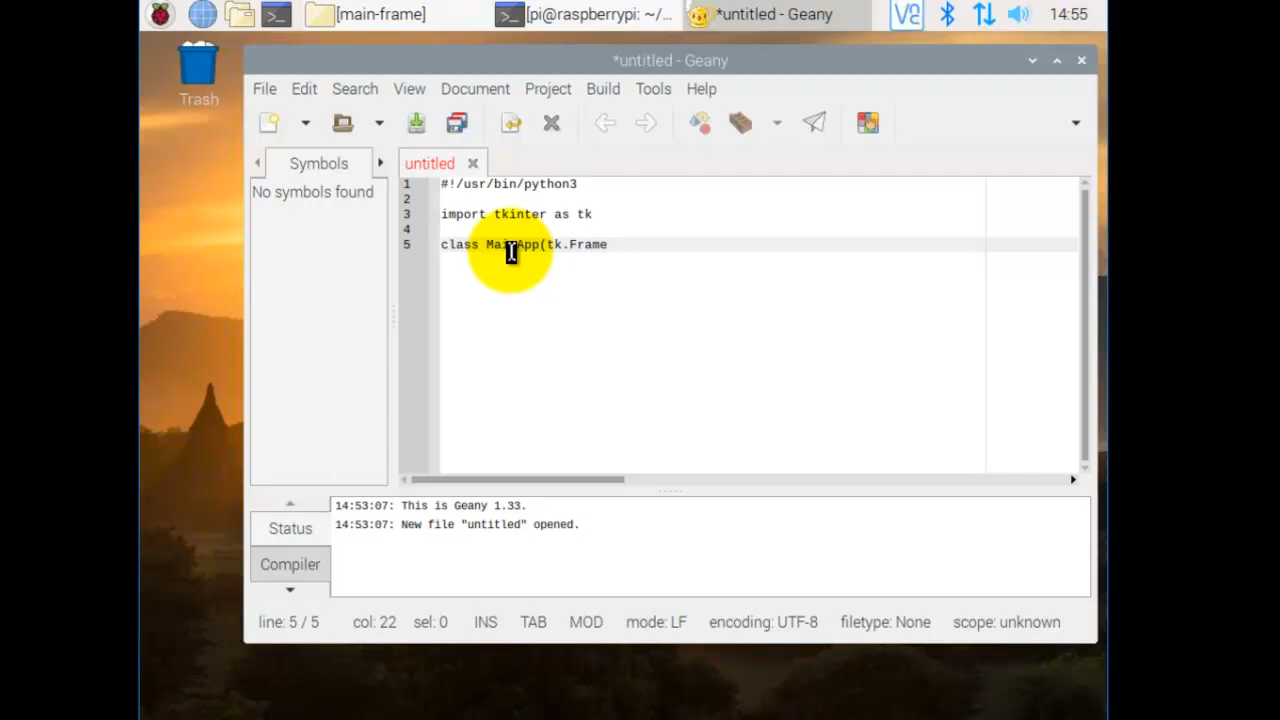 [main-frame]
[pi@raspberrypi: ~/...
*untitled - Geany
14:55
Trash
*untitled - Geany
File Edit Search View Document Project Build Tools Help
Symbols
untitled
No symbols found
1 #!/usr/bin/python3
2
3 import tkinter as tk
4
5 class MainApp(tk.Frame
Status
Compiler
14:53:07: This is Geany 1.33.
14:53:07: New file "untitled" opened.
line: 5 / 5 col: 22 sel: 0 INS TAB MOD mode: LF encoding: UTF-8 filetype: None scope: unknown